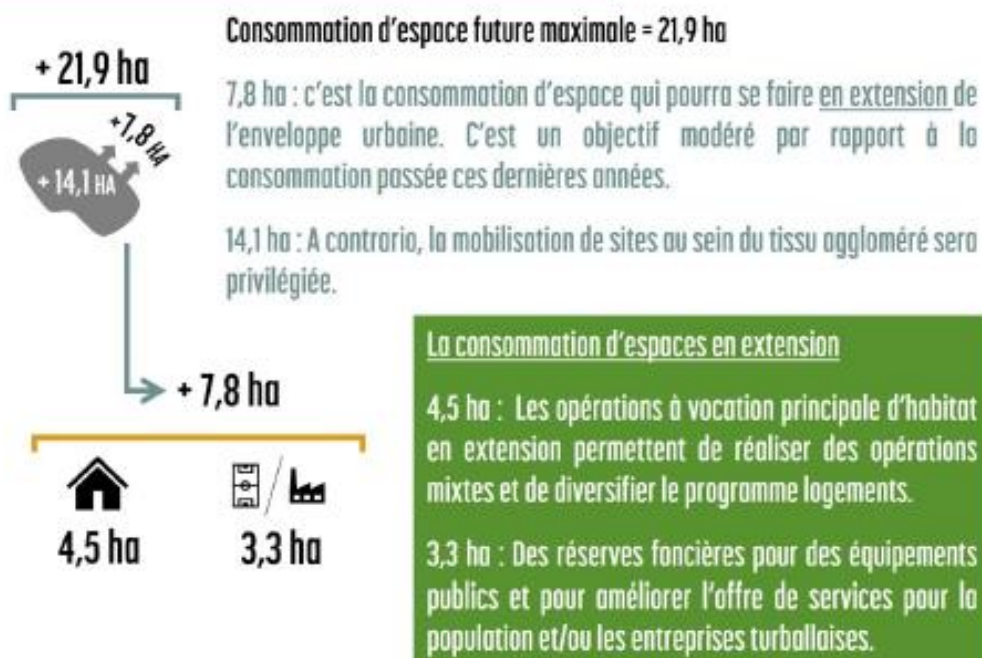 Consommation d'espace future maximale = 21,9 ha
+ 21,9 ha
+7,8 HA
+ 14,1 HA
7,8 ha : c'est la consommation d'espace qui pourra se faire en extension de
l'enveloppe urbaine. C'est un objectif modéré par rapport à la
consommation passée ces dernières années.
14,1 ha : A contrario, la mobilisation de sites au sein du tissu aggloméré sera
privilégiée.
+ 7,8 ha
4,5 ha
3,3 ha
La consommation d'espaces en extension
4,5 ha : Les opérations à vocation principale d'habitat
en extension permettent de réaliser des opérations
mixtes et de diversifier le programme logements.
3,3 ha : Des réserves foncières pour des équipements
publics et pour améliorer l'offre de services pour la
population et/ou les entreprises turballaises.